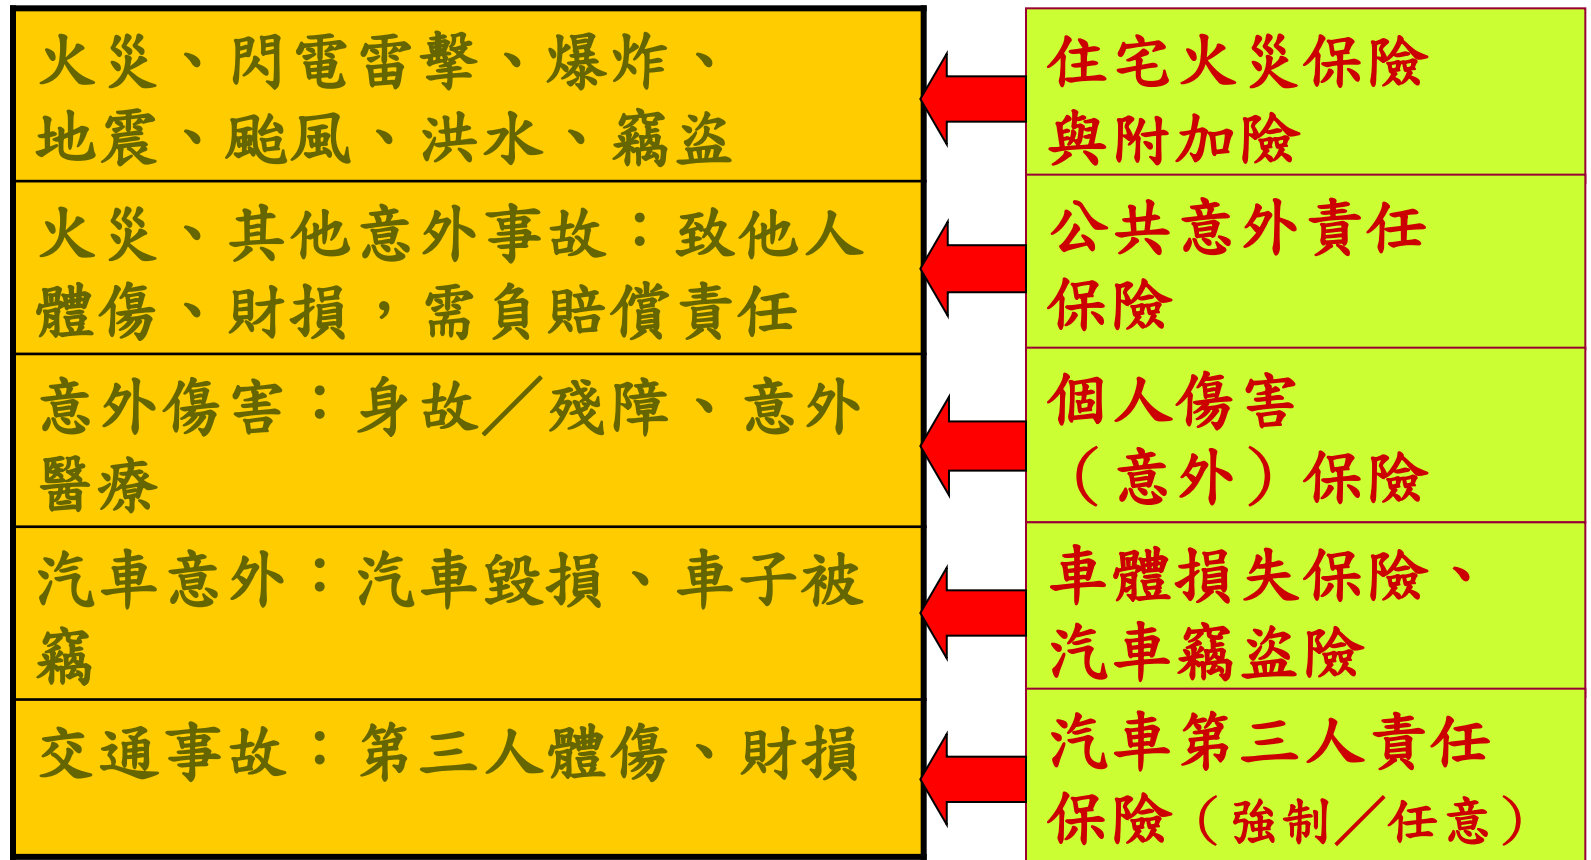 火災、閃電雷擊、爆炸、
地震、颱風、洪水、竊盜
住宅火災保險
與附加險
火災、其他意外事故：致他人
體傷、財損，需負賠償責任
公共意外責任
保險
意外傷害：身故／殘障、意外
醫療
個人傷害
（意外）保險
汽車意外：汽車毀損、車子被
竊
車體損失保險、
汽車竊盜險
交通事故：第三人體傷、財損
汽車第三人責任
保險（強制／任意）